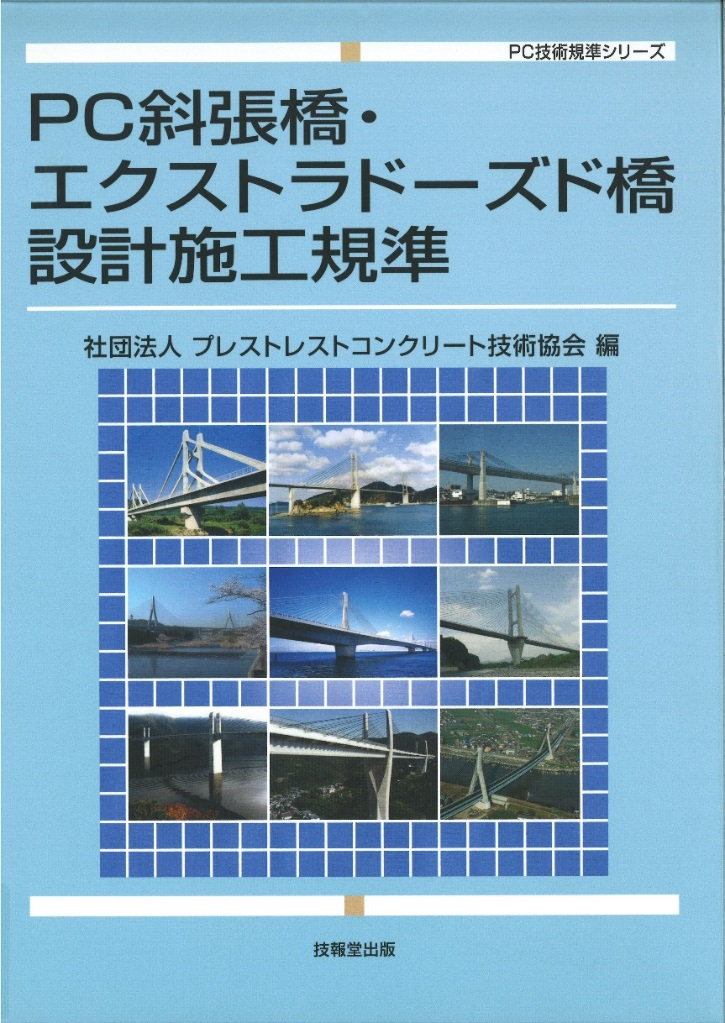 PC技術規準シリーズ
PC斜張橋・
エクストラドーズド橋
設計施工規準
社団法人 プレストレストコンクリート技術協会 編
技報堂出版